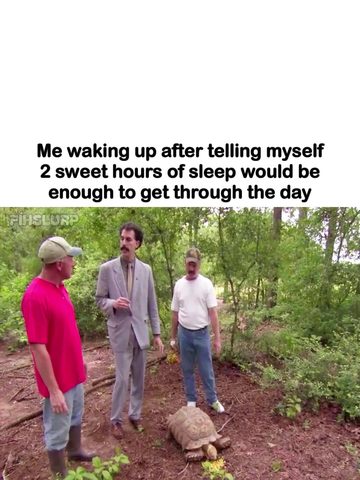 Me waking up after telling myself
2 sweet hours of sleep would be
enough to get through the day
FIHSLURP